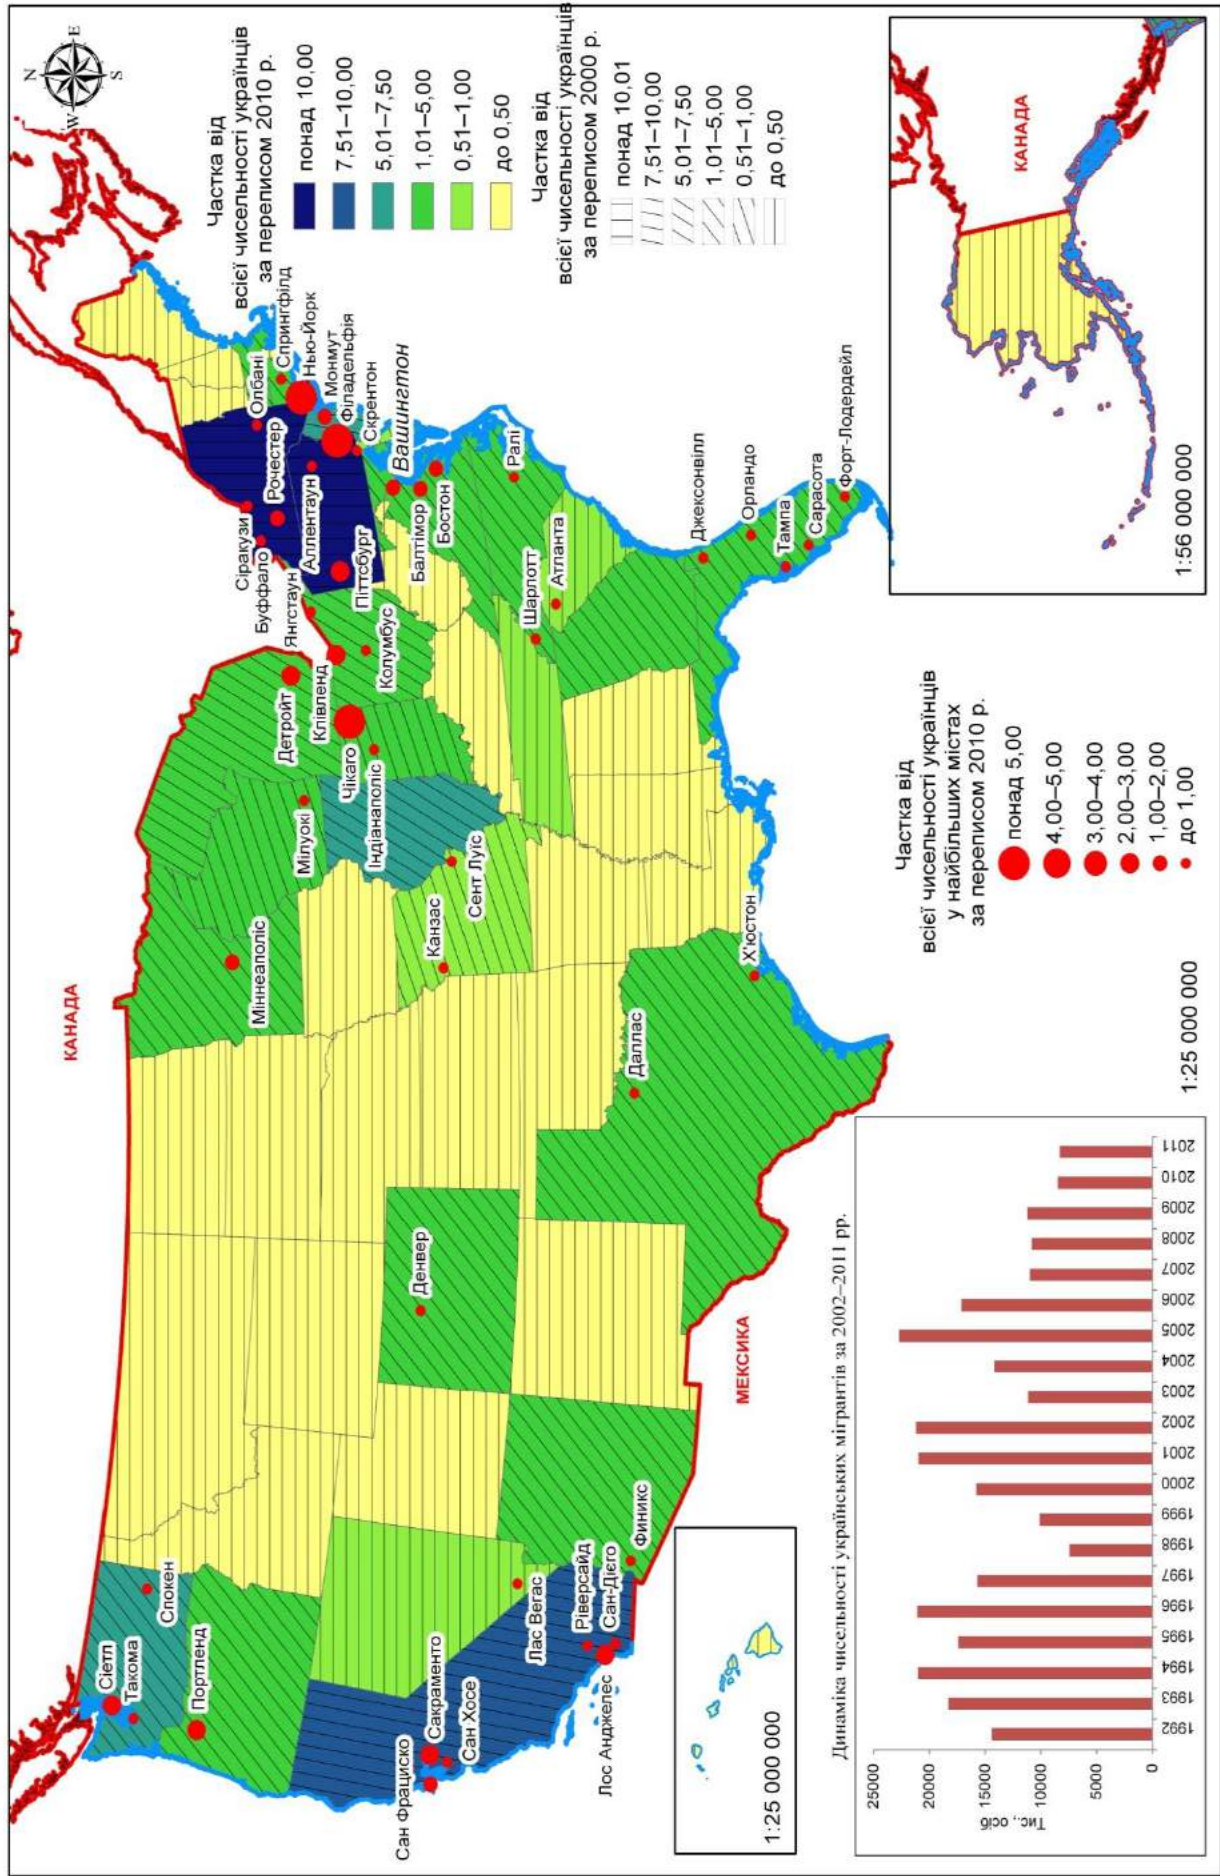 КАНАДА
МЕКСИКА
N
W
E
S
Сіетл
Такома
Спокен
Портленд
Сан Фрациско
Сакраменто
Сан Хосе
Лас Вегас
Ріверсайд
Сан-Дієго
Лос Анджелес
Финикс
Денвер
Даллас
Х'юстон
Міннеаполіс
Канзас
Сент Луїс
Мілуокі
Чікаго
Індіанаполіс
Детройт
Клівленд
Колумбус
Янгстаун
Буффало
Сіракузи
Рочестер
Аллентаун
Піттсбург
Олбані
Спрингфілд
Нью-Йорк
Монмут
Філадельфія
Скрентон
Вашингтон
Балтімор
Бостон
Ралі
Шарлотт
Атланта
Джексонвілл
Орландо
Тампа
Сарасота
Форт-Лодердейл
Частка від
всієї чисельності українців
за переписом 2010 р.
понад 10,00
7,51–10,00
5,01–7,50
1,01–5,00
0,51–1,00
до 0,50
Частка від
всієї чисельності українців
за переписом 2000 р.
понад 10,01
7,51–10,00
5,01–7,50
1,01–5,00
0,51–1,00
до 0,50
1:25 000 000
Динаміка чисельності українських мігрантів за 2002–2011 рр.
Тис., осіб
25000
20000
15000
10000
5000
0
1992
1993
1994
1995
1996
1997
1998
1999
2000
2001
2002
2003
2004
2005
2006
2007
2008
2009
2010
2011
1:25 000 000
Частка від
всієї чисельності українців
у найбільших містах
за переписом 2010 р.
понад 5,00
4,00–5,00
3,00–4,00
2,00–3,00
1,00–2,00
до 1,00
КАНАДА
1:56 000 000